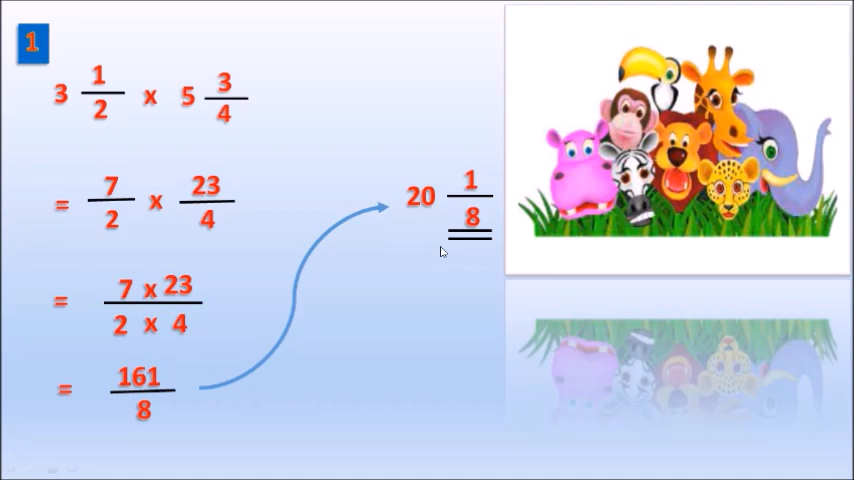 1
3 1/2 x 5 3/4
= 7/2 x 23/4
= 7 x 23 / 2 x 4
= 161/8
20 1/8